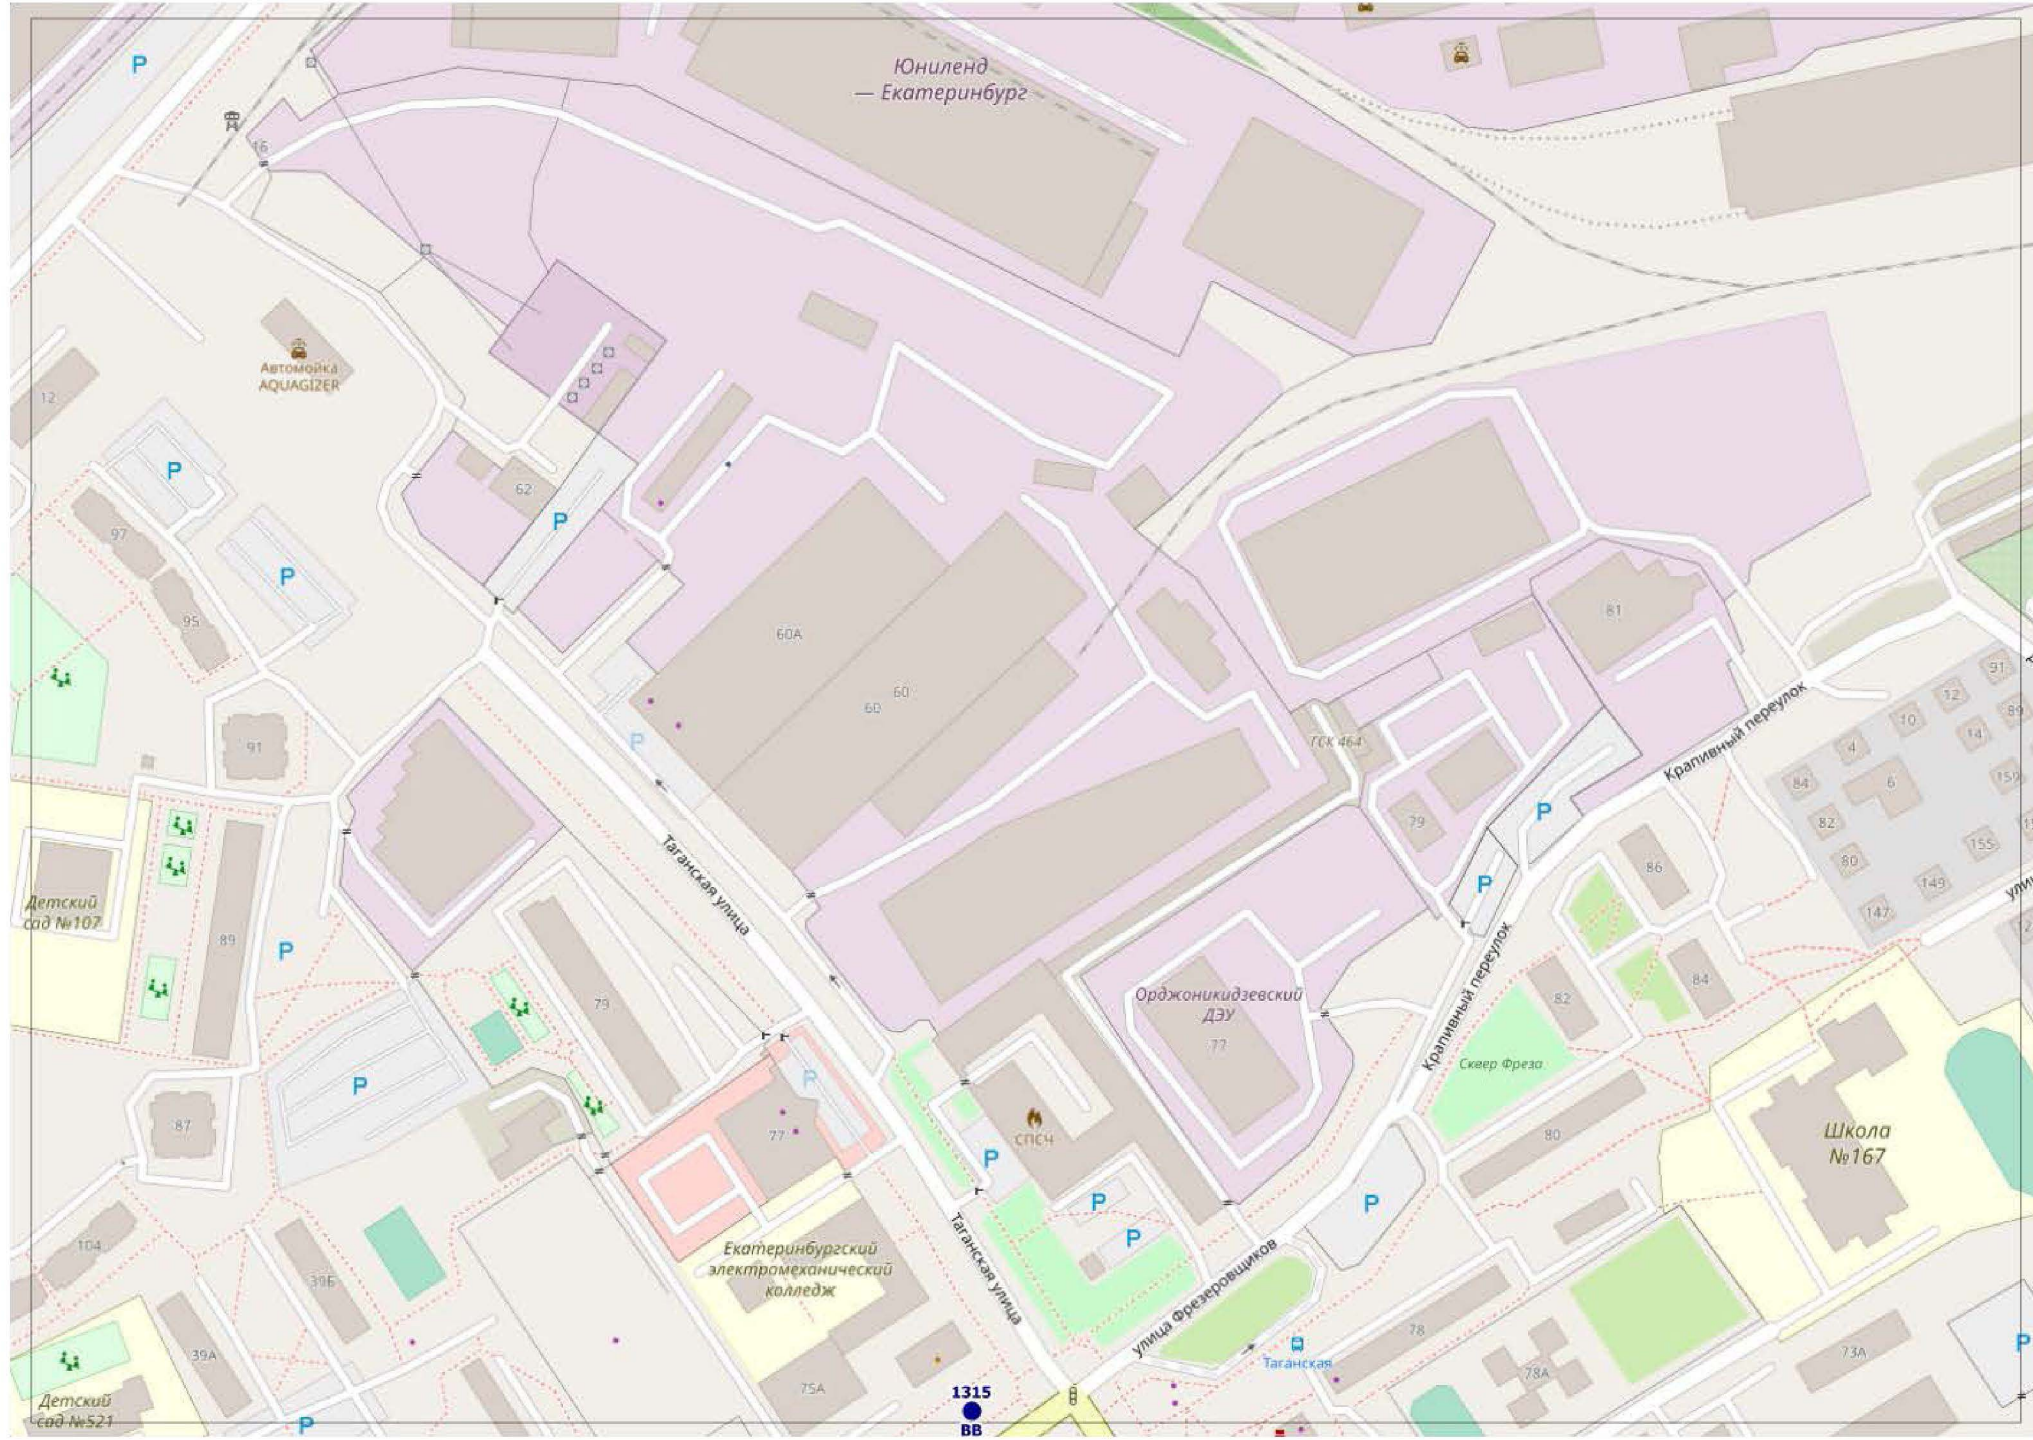 P
Юниленд
— Екатеринбург
16
Автомойка
AQUAGIZER
12
P
62
P
97
P
95
60А
60
60
81
P
91
ГСК 464
Крапивный переулок
91
12
10
89
14
4
84
6
159
82
80
155
149
147
79
P
P
86
Таганская улица
Детский
сад №107
89
P
79
Орджоникидзевский
ДЭУ
77
Крапивный переулок
82
84
Сквер Фреза
P
P
87
77
СПСЧ
P
80
Школа
№167
P
P
P
104
39Б
Екатеринбургский
электромеханический
колледж
Таганская улица
улица Фрезеровщиков
Таганская
78
78А
73А
P
39А
75А
Детский
сад №521
P
1315
ВВ